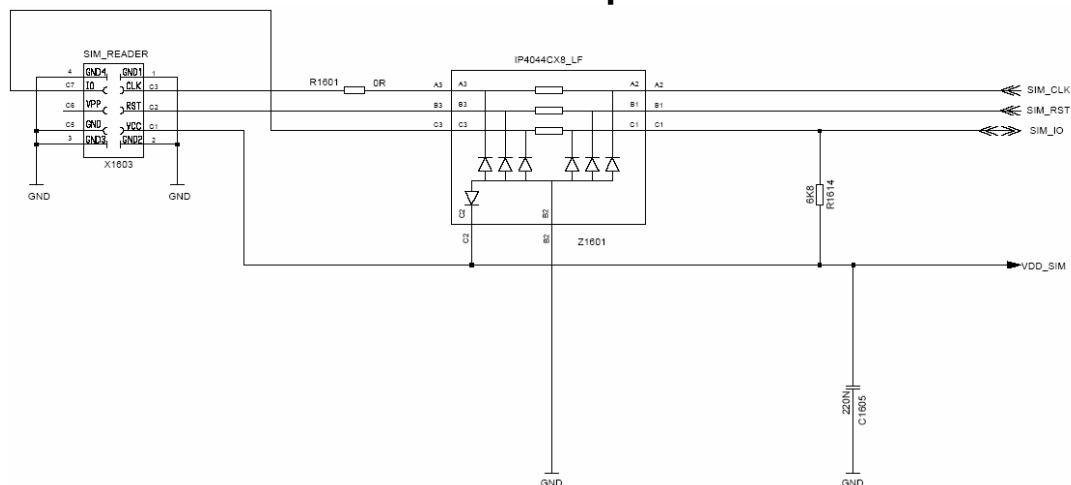 SIM_READER
4 GND4 GND1 1
C7 IO CLK C3
C6 VPP RST C2
C5 GND VCC C1
3 GND3 GND2 2
X1603
GND
GND
R1601 0R
IP4044CX8_LF
A3 A3 A2 A2
B3 B3 B1 B1
C3 C3 C1 C1
C2
C2
B2
B2
Z1601
SIM_CLK
SIM_RST
SIM_IO
6K8
R1614
VDD_SIM
220N
C1605
GND
GND